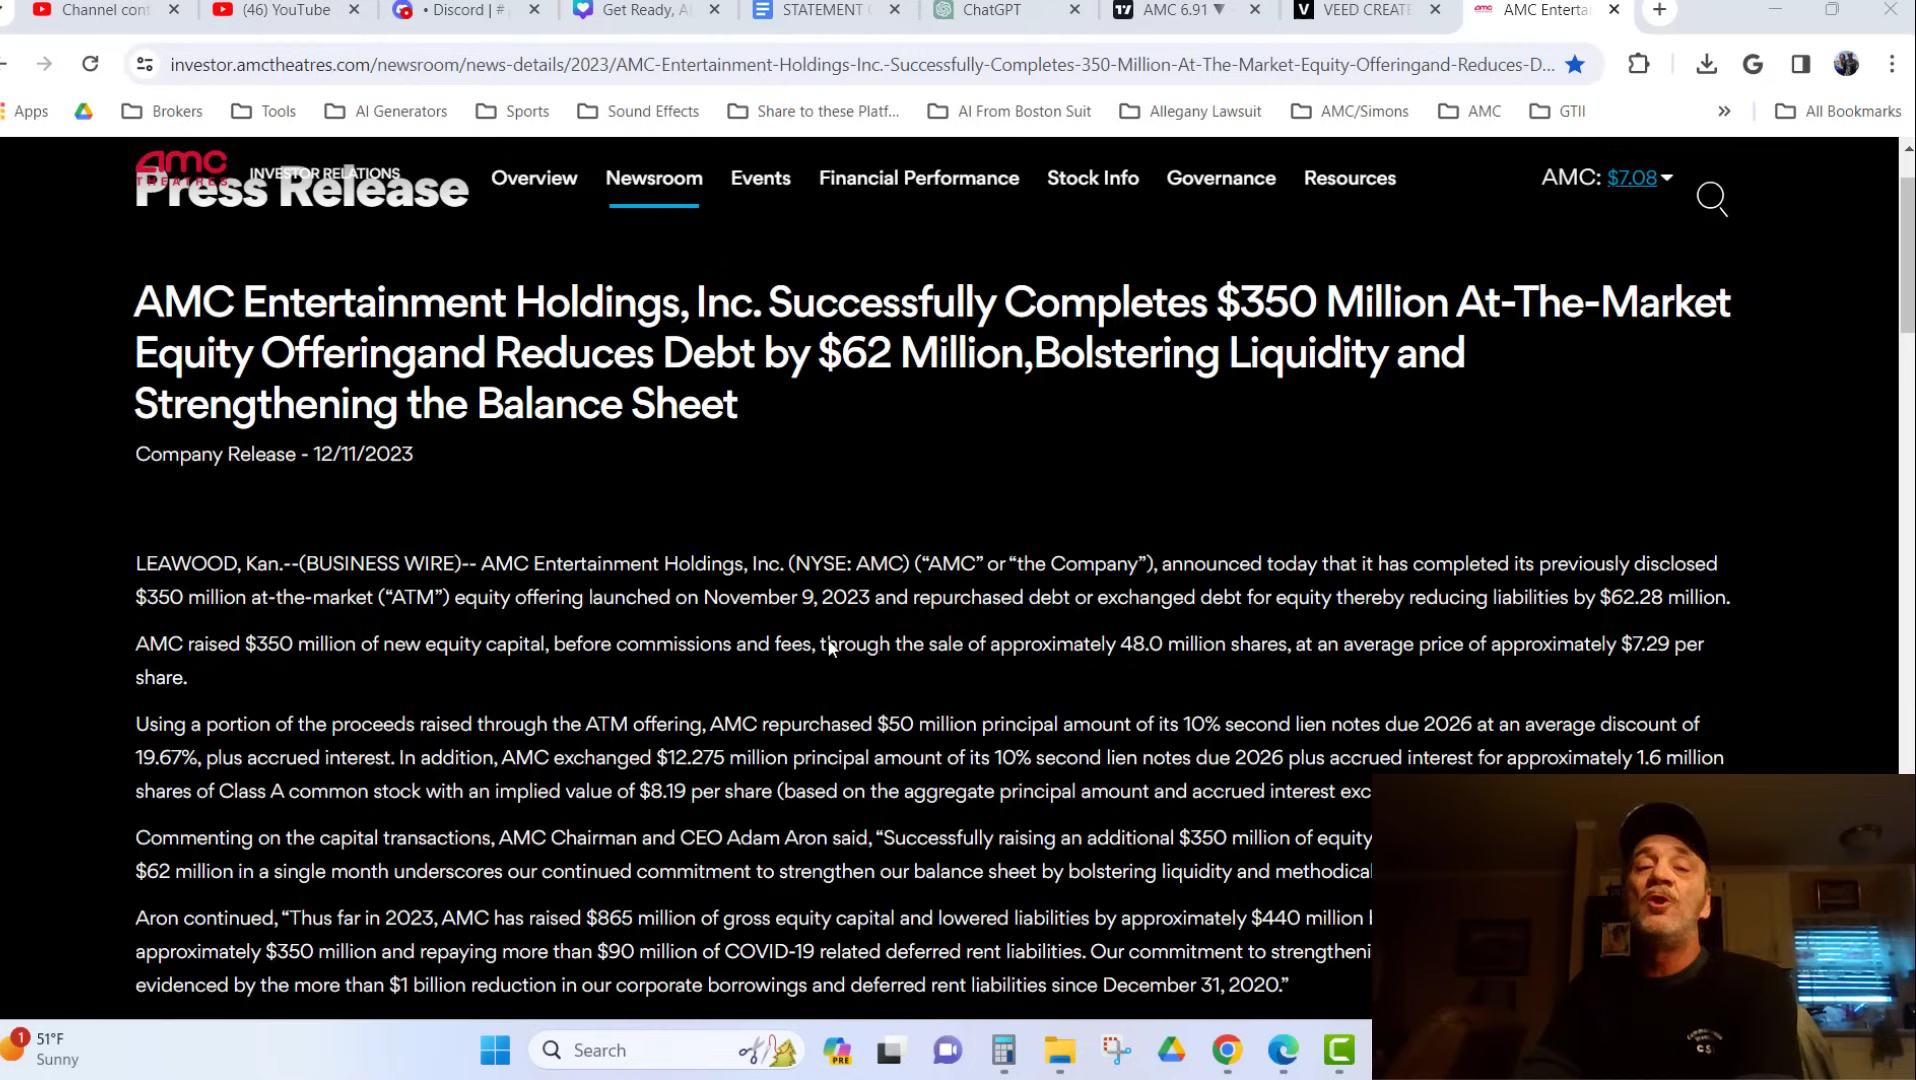 Channel cont
(46) YouTube
• Discord | #
Get Ready, A
STATEMENT
ChatGPT
AMC 6.91 ▼
VEED CREATE
AMC Enterta
investor.amctheatres.com/newsroom/news-details/2023/AMC-Entertainment-Holdings-Inc.-Successfully-Completes-350-Million-At-The-Market-Equity-Offeringand-Reduces-D...
Apps
Brokers
Tools
AI Generators
Sports
Sound Effects
Share to these Platf...
AI From Boston Suit
Allegany Lawsuit
AMC/Simons
AMC
GTII
»
All Bookmarks
amc
THEATRES
INVESTOR RELATIONS
Press Release
Overview
Newsroom
Events
Financial Performance
Stock Info
Governance
Resources
AMC: $7.08
AMC Entertainment Holdings, Inc. Successfully Completes $350 Million At-The-Market
Equity Offeringand Reduces Debt by $62 Million,Bolstering Liquidity and
Strengthening the Balance Sheet
Company Release - 12/11/2023
LEAWOOD, Kan.--(BUSINESS WIRE)-- AMC Entertainment Holdings, Inc. (NYSE: AMC) (“AMC” or “the Company”), announced today that it has completed its previously disclosed
$350 million at-the-market (“ATM”) equity offering launched on November 9, 2023 and repurchased debt or exchanged debt for equity thereby reducing liabilities by $62.28 million.
AMC raised $350 million of new equity capital, before commissions and fees, through the sale of approximately 48.0 million shares, at an average price of approximately $7.29 per
share.
Using a portion of the proceeds raised through the ATM offering, AMC repurchased $50 million principal amount of its 10% second lien notes due 2026 at an average discount of
19.67%, plus accrued interest. In addition, AMC exchanged $12.275 million principal amount of its 10% second lien notes due 2026 plus accrued interest for approximately 1.6 million
shares of Class A common stock with an implied value of $8.19 per share (based on the aggregate principal amount and accrued interest exc
Commenting on the capital transactions, AMC Chairman and CEO Adam Aron said, “Successfully raising an additional $350 million of equity
$62 million in a single month underscores our continued commitment to strengthen our balance sheet by bolstering liquidity and methodical
Aron continued, “Thus far in 2023, AMC has raised $865 million of gross equity capital and lowered liabilities by approximately $440 million
approximately $350 million and repaying more than $90 million of COVID-19 related deferred rent liabilities. Our commitment to strengtheni
evidenced by the more than $1 billion reduction in our corporate borrowings and deferred rent liabilities since December 31, 2020.”
1
51°F
Sunny
Search
PRE